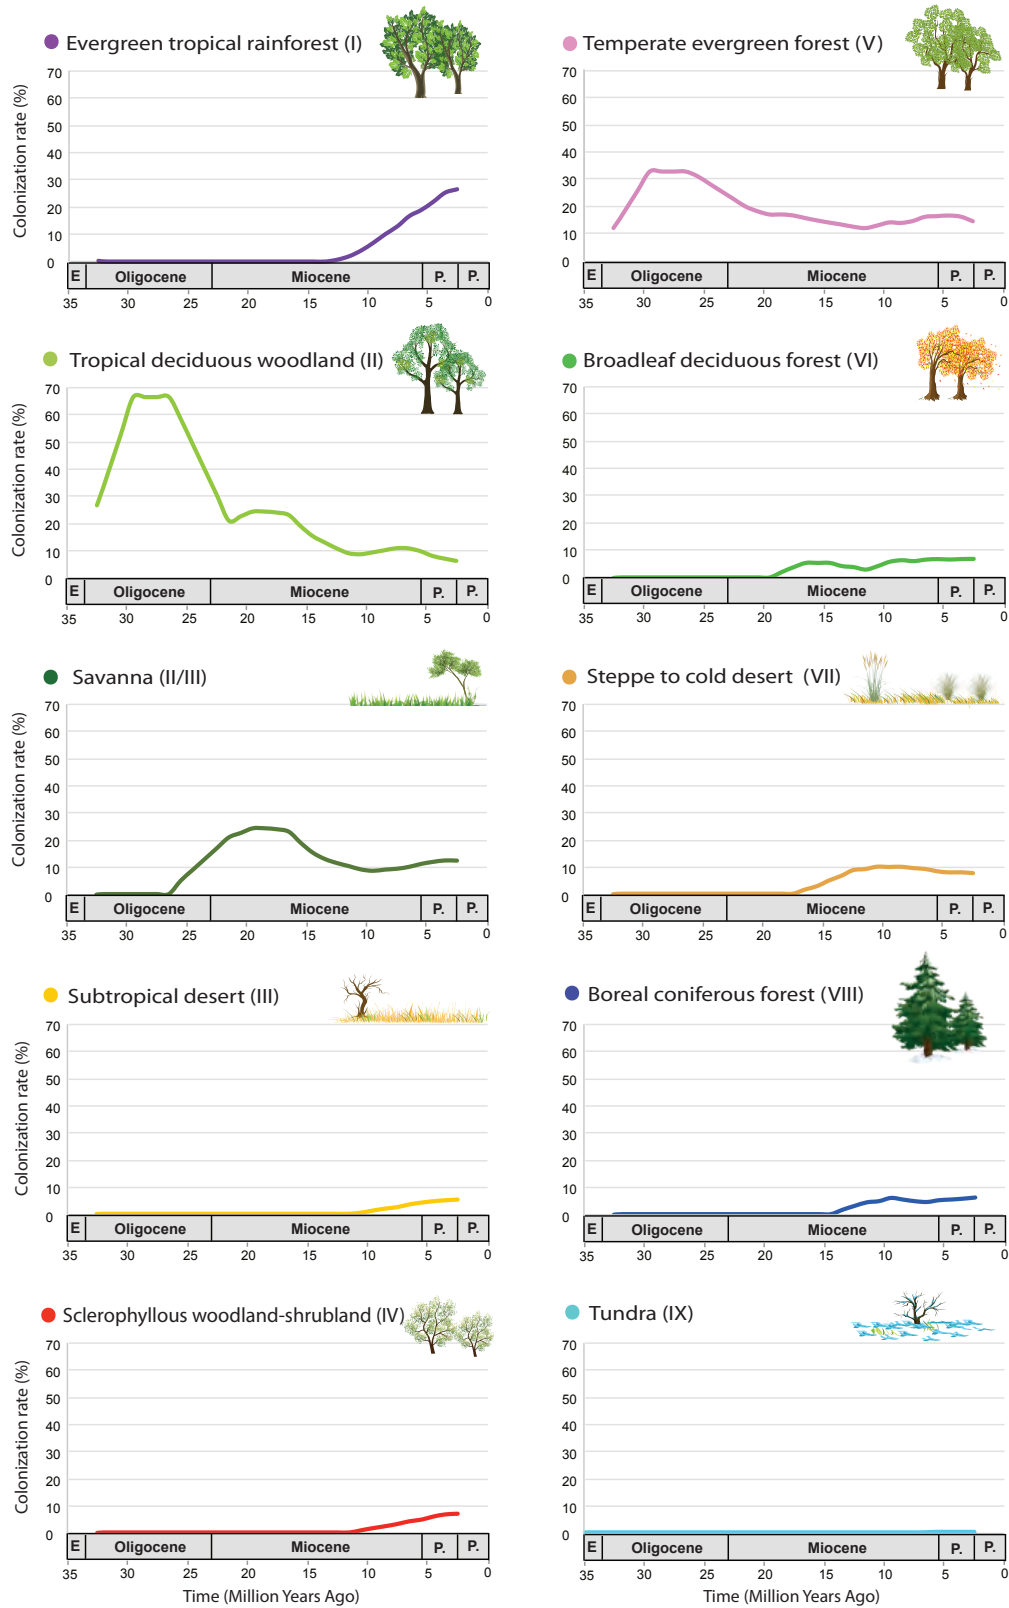 Evergreen tropical rainforest (I)
Colonization rate (%)
70
60
50
40
30
20
10
0
E Oligocene Miocene P. P.
35 30 25 20 15 10 5 0
Temperate evergreen forest (V)
70
60
50
40
30
20
10
0
E Oligocene Miocene P. P.
35 30 25 20 15 10 5 0
Tropical deciduous woodland (II)
Colonization rate (%)
70
60
50
40
30
20
10
0
E Oligocene Miocene P. P.
35 30 25 20 15 10 5 0
Broadleaf deciduous forest (VI)
70
60
50
40
30
20
10
0
E Oligocene Miocene P. P.
35 30 25 20 15 10 5 0
Savanna (II/III)
Colonization rate (%)
70
60
50
40
30
20
10
0
E Oligocene Miocene P. P.
35 30 25 20 15 10 5 0
Steppe to cold desert (VII)
70
60
50
40
30
20
10
0
E Oligocene Miocene P. P.
35 30 25 20 15 10 5 0
Subtropical desert (III)
Colonization rate (%)
70
60
50
40
30
20
10
0
E Oligocene Miocene P. P.
35 30 25 20 15 10 5 0
Boreal coniferous forest (VIII)
70
60
50
40
30
20
10
0
E Oligocene Miocene P. P.
35 30 25 20 15 10 5 0
Sclerophyllous woodland-shrubland (IV)
Colonization rate (%)
70
60
50
40
30
20
10
0
E Oligocene Miocene P. P.
35 30 25 20 15 10 5 0
Time (Million Years Ago)
Tundra (IX)
70
60
50
40
30
20
10
0
E Oligocene Miocene P. P.
35 30 25 20 15 10 5 0
Time (Million Years Ago)